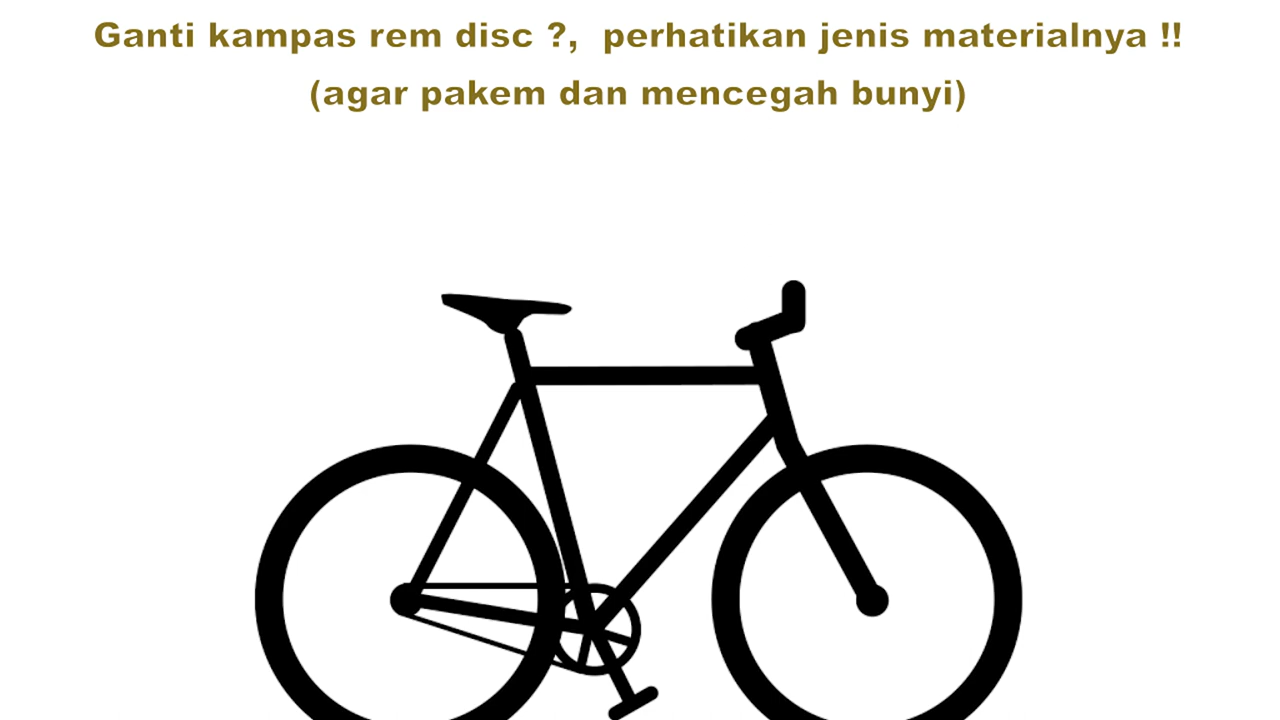 Ganti kampas rem disc ?, perhatikan jenis materialnya !!
(agar pakem dan mencegah bunyi)